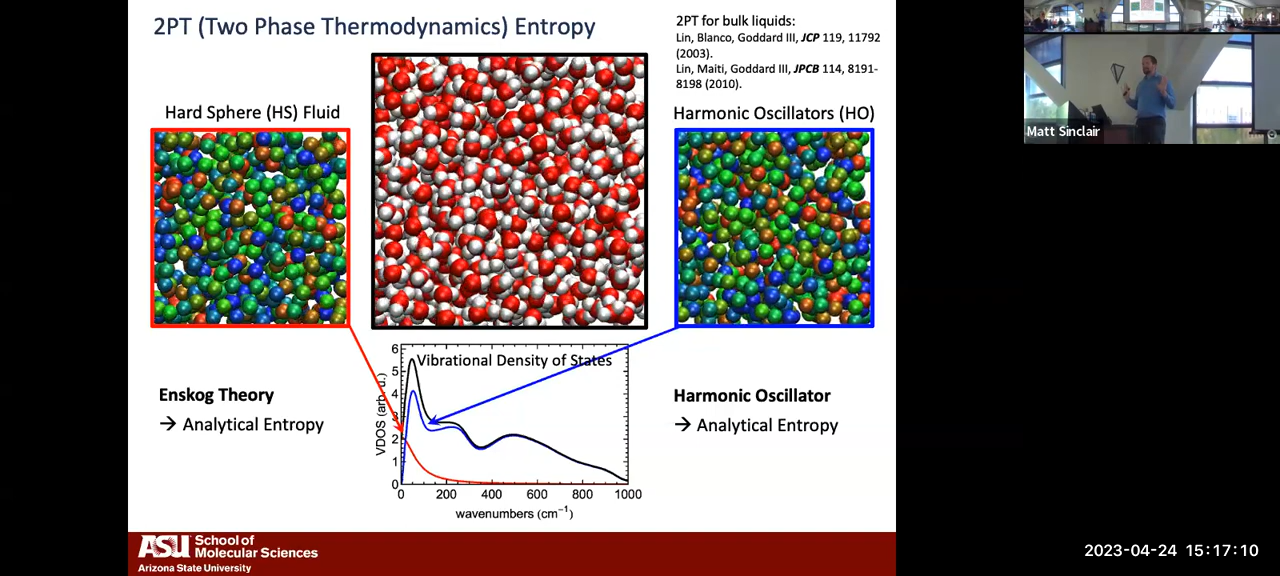 2PT (Two Phase Thermodynamics) Entropy
2PT for bulk liquids:
Lin, Blanco, Goddard III, JCP 119, 11792
(2003).
Lin, Maiti, Goddard III, JPCB 114, 8191-
8198 (2010).
Hard Sphere (HS) Fluid
Harmonic Oscillators (HO)
Matt Sinclair
Vibrational Density of States
VDOS (arb. u.)
6
5
4
3
2
1
0
0 200 400 600 800 1000
wavenumbers (cm⁻¹)
Enskog Theory
→ Analytical Entropy
Harmonic Oscillator
→ Analytical Entropy
ASU School of
Molecular Sciences
Arizona State University
2023-04-24 15:17:10